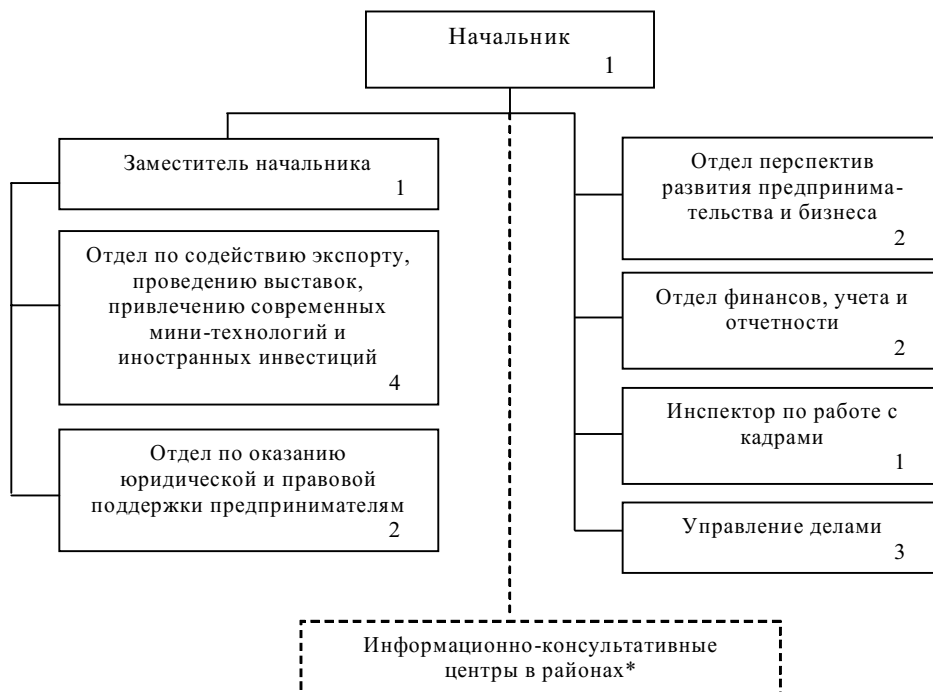 Начальник
1
Заместитель начальника
1
Отдел по содействию экспорту,
проведению выставок,
привлечению современных
мини-технологий и
иностранных инвестиций
4
Отдел по оказанию
юридической и правовой
поддержки предпринимателям
2
Отдел перспектив
развития предпринима-
тельства и бизнеса
2
Отдел финансов, учета и
отчетности
2
Инспектор по работе с
кадрами
1
Управление делами
3
Информационно-консультативные
центры в районах*